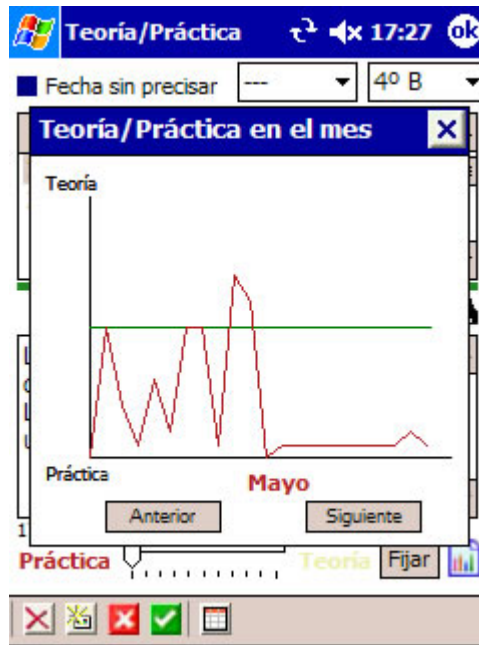 Teoría/Práctica 17:27 ok
Fecha sin precisar --- 4º B
Teoría/Práctica en el mes
Teoría
Práctica
Mayo
Anterior Siguiente
Práctica Teoría Fijar